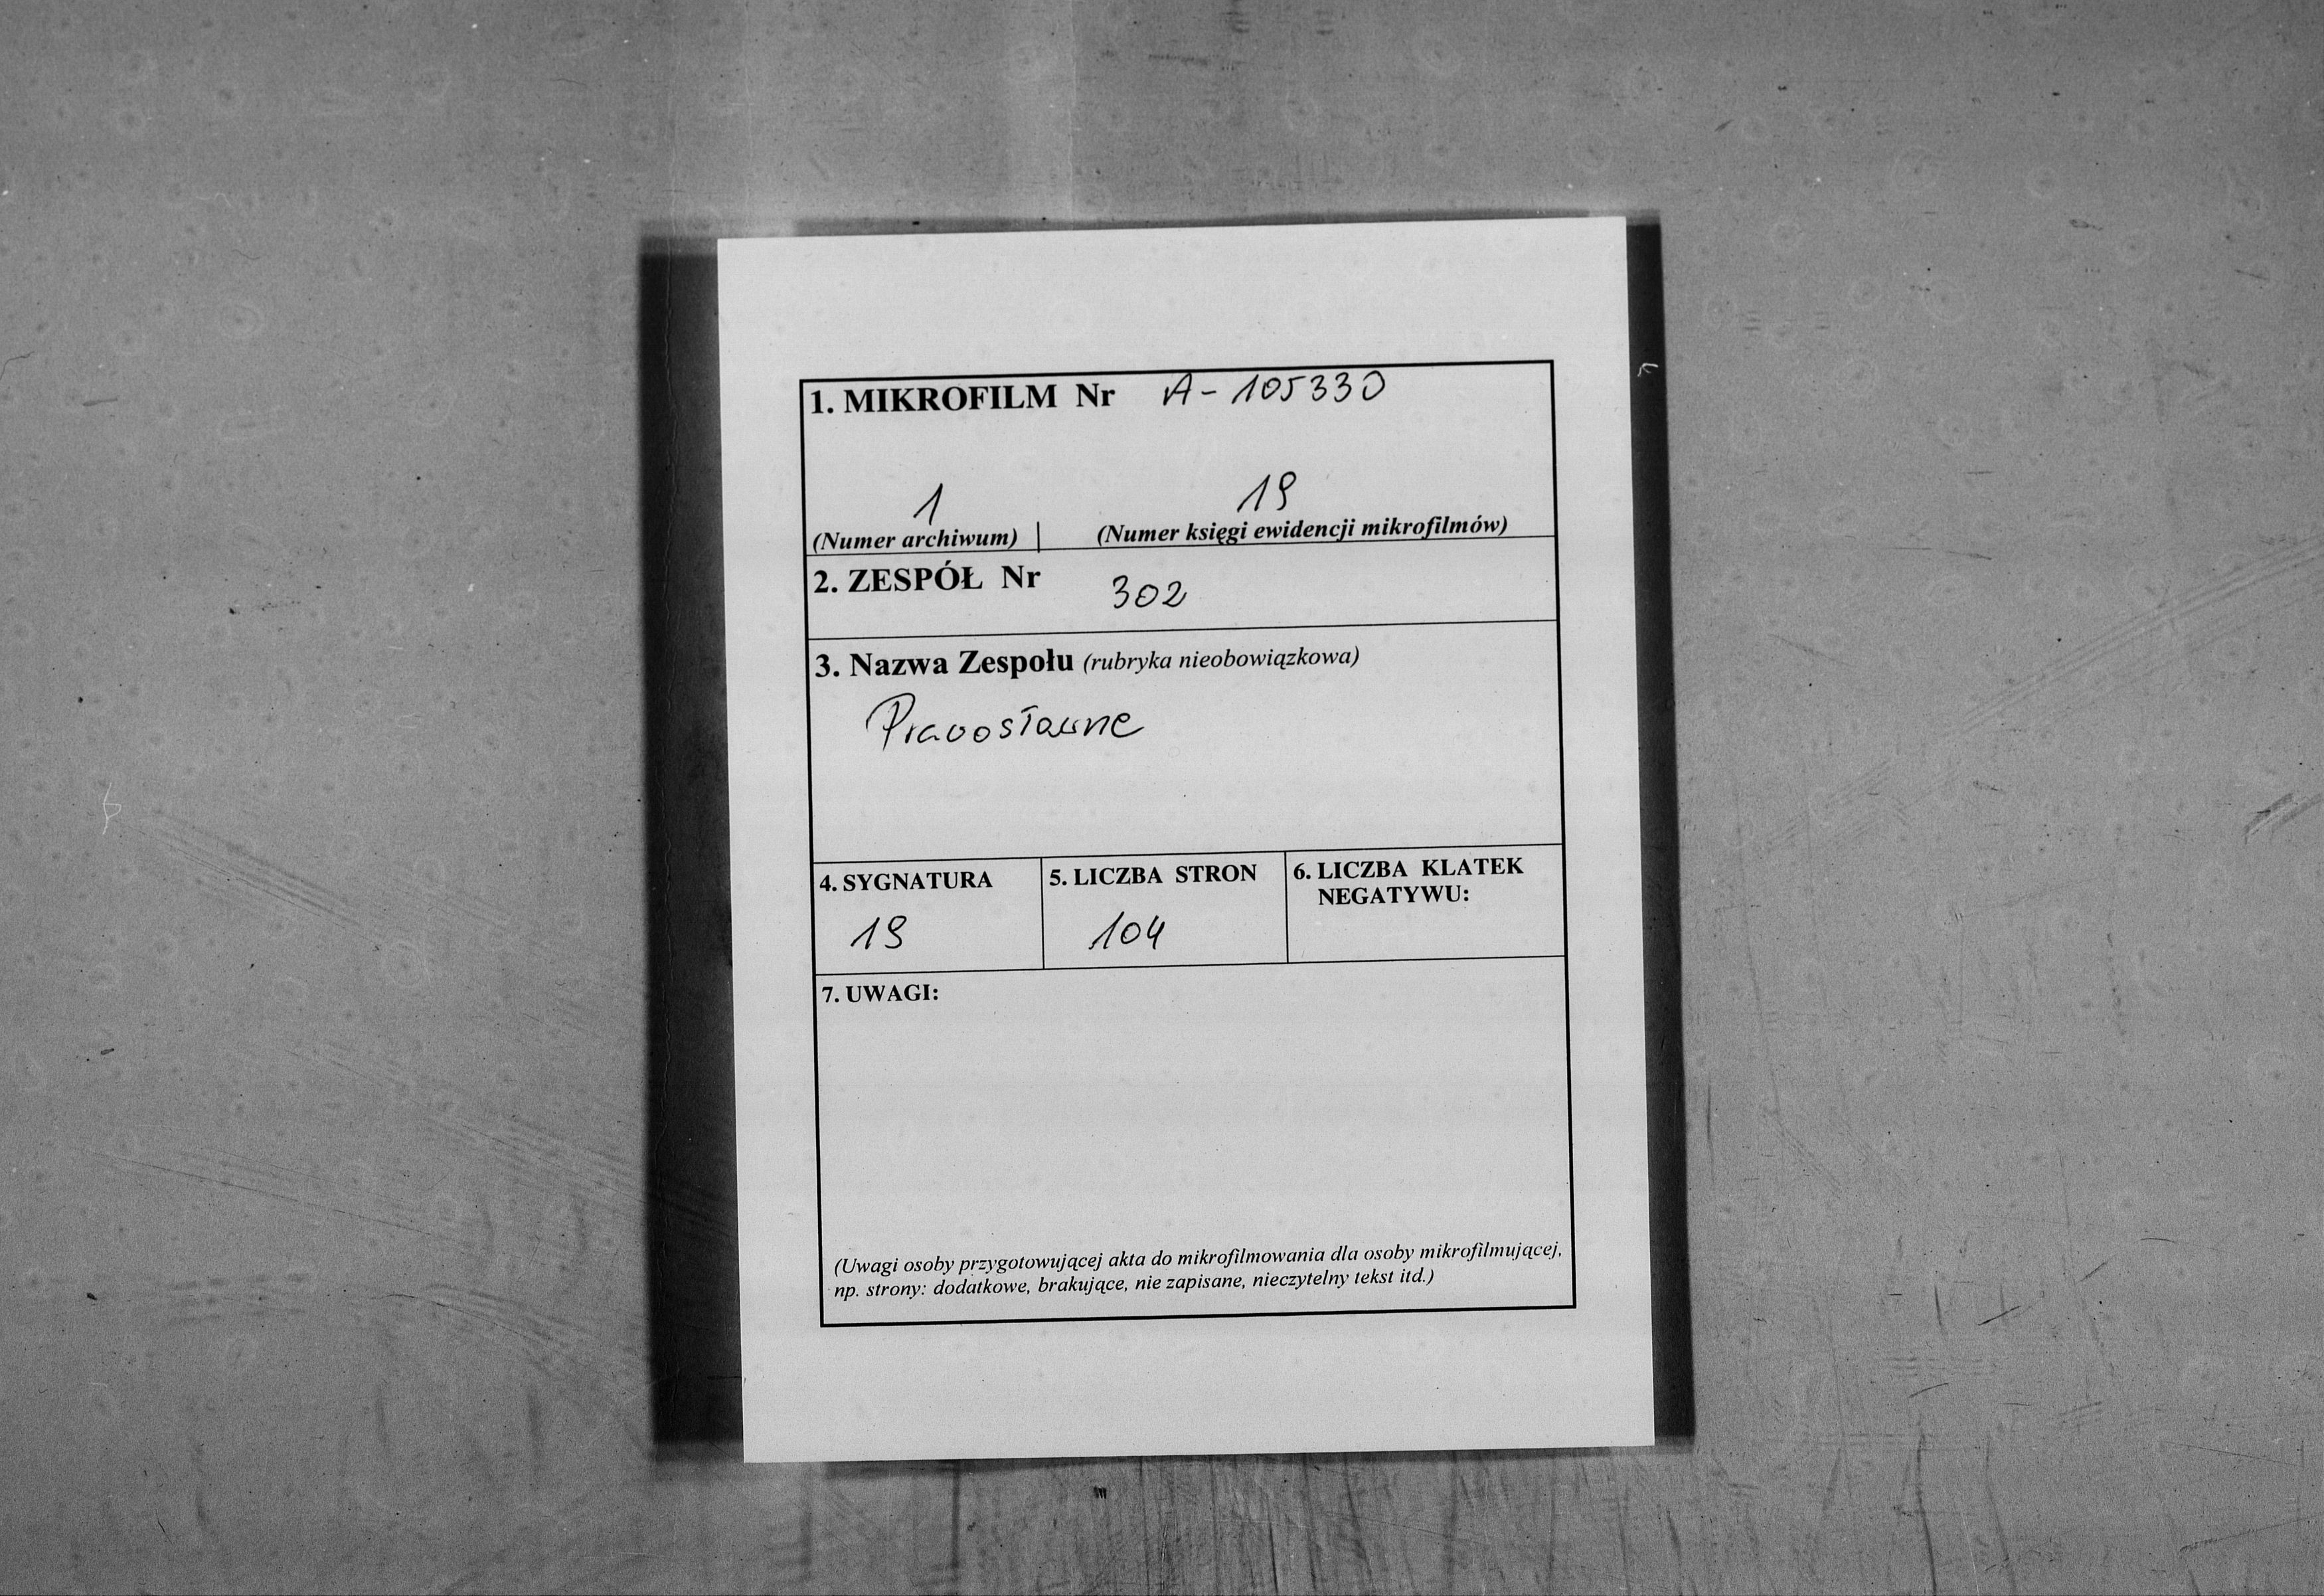 1. MIKROFILM Nr A-105330
1 19
(Numer archiwum) (Numer księgi ewidencji mikrofilmów)
2. ZESPÓŁ Nr 302
3. Nazwa Zespołu (rubryka nieobowiązkowa)
Prawosławne
4. SYGNATURA 5. LICZBA STRON 6. LICZBA KLATEK
NEGATYWU:
19 104
7. UWAGI:
(Uwagi osoby przygotowującej akta do mikrofilmowania dla osoby mikrofilmującej,
np. strony: dodatkowe, brakujące, nie zapisane, nieczytelny tekst itd.)